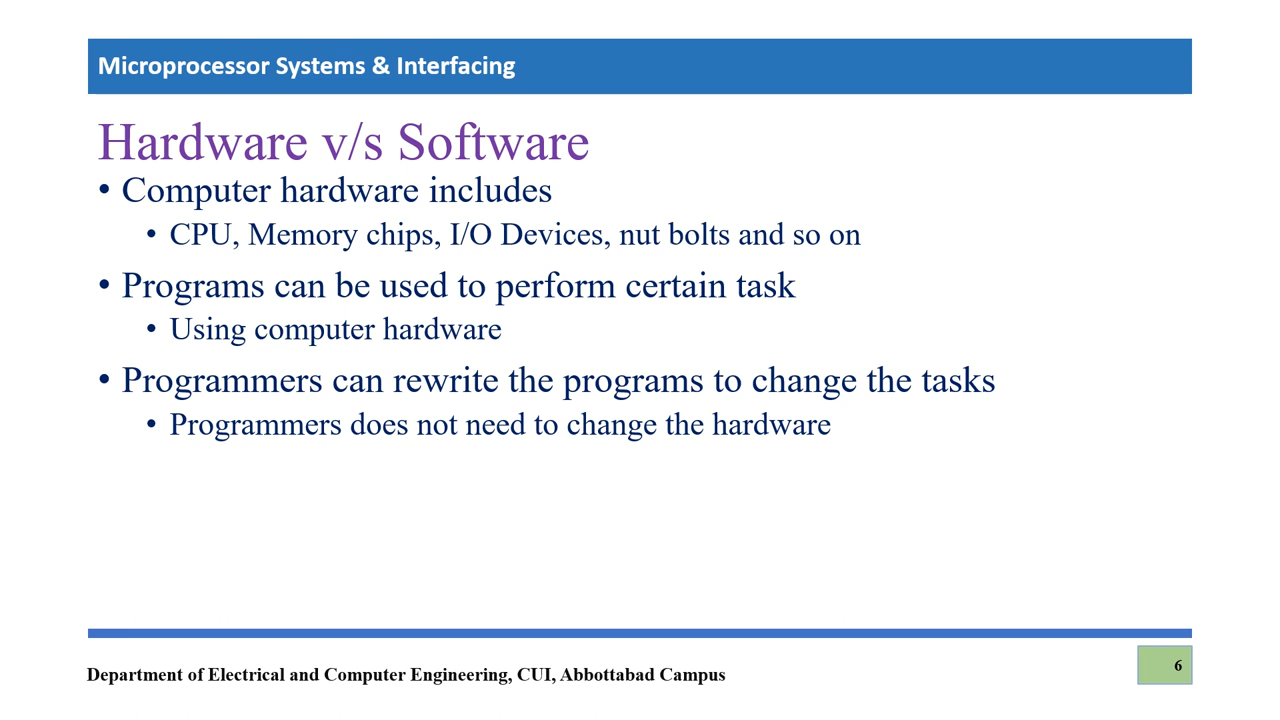 Microprocessor Systems & Interfacing
Hardware v/s Software
• Computer hardware includes
• CPU, Memory chips, I/O Devices, nut bolts and so on
• Programs can be used to perform certain task
• Using computer hardware
• Programmers can rewrite the programs to change the tasks
• Programmers does not need to change the hardware
Department of Electrical and Computer Engineering, CUI, Abbottabad Campus
6